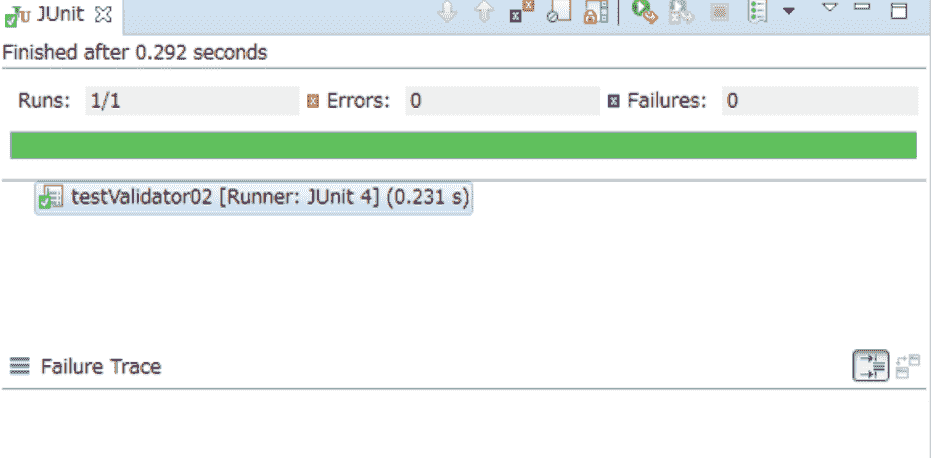 JUnit
Finished after 0.292 seconds
Runs: 1/1 Errors: 0 Failures: 0
testValidator02 [Runner: JUnit 4] (0.231 s)
Failure Trace